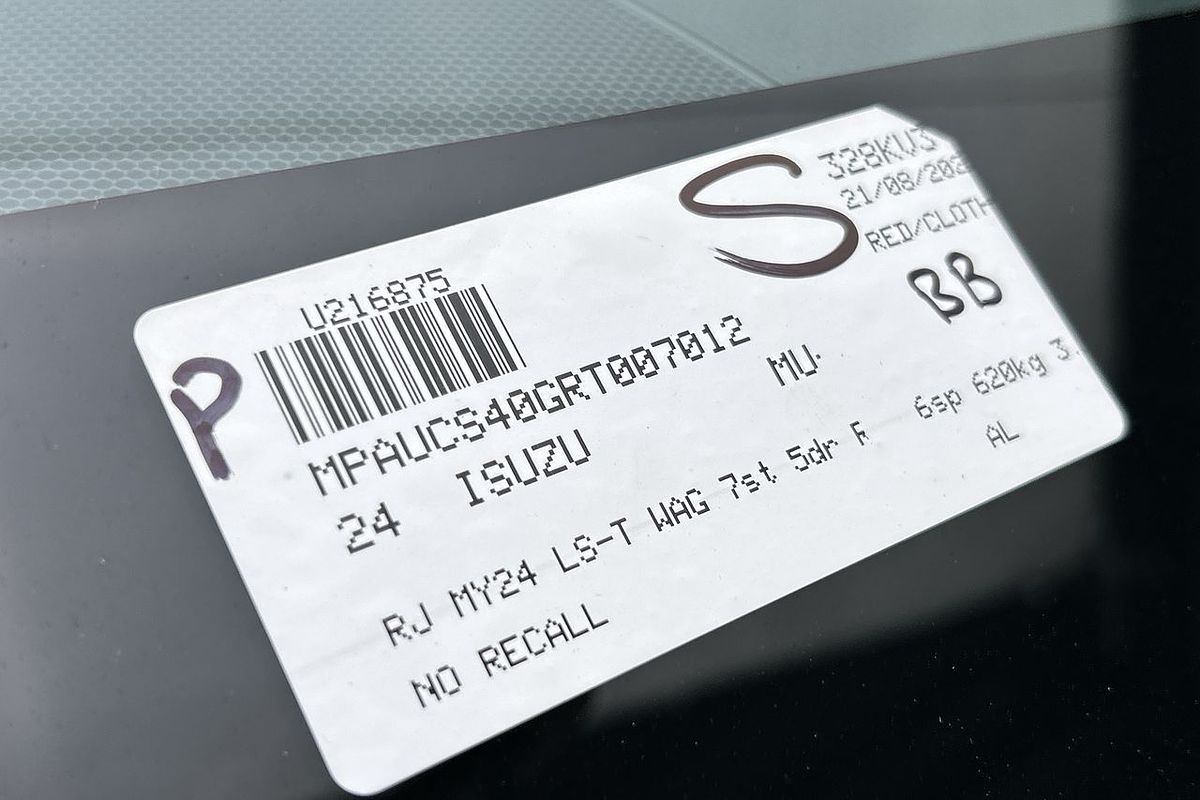 S
328KV3
21/08/202
RED/CLOTH
BB
U216875
P
MPAUCS40GRT007012
24 ISUZU MU-
RJ MY24 LS-T WAG 7st 5dr R 6sp 620kg 3.
AL
NO RECALL